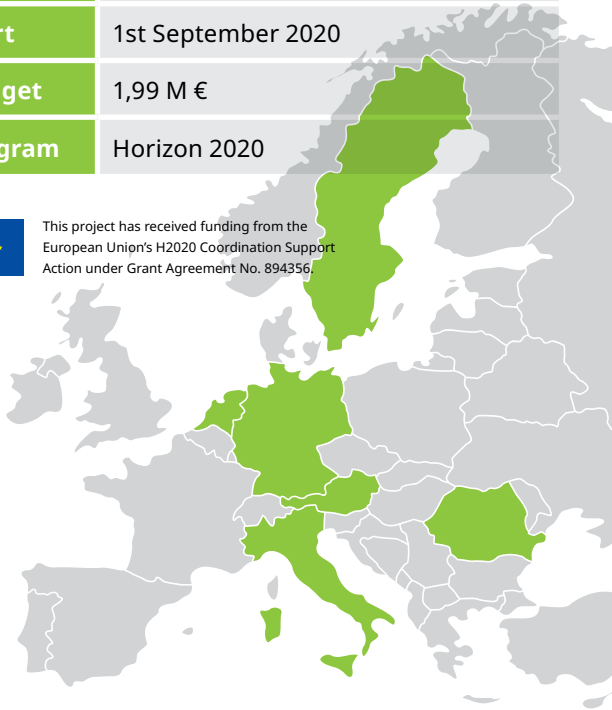 rt 1st September 2020
get 1,99 M €
gram Horizon 2020
This project has received funding from the
European Union’s H2020 Coordination Support
Action under Grant Agreement No. 894356.